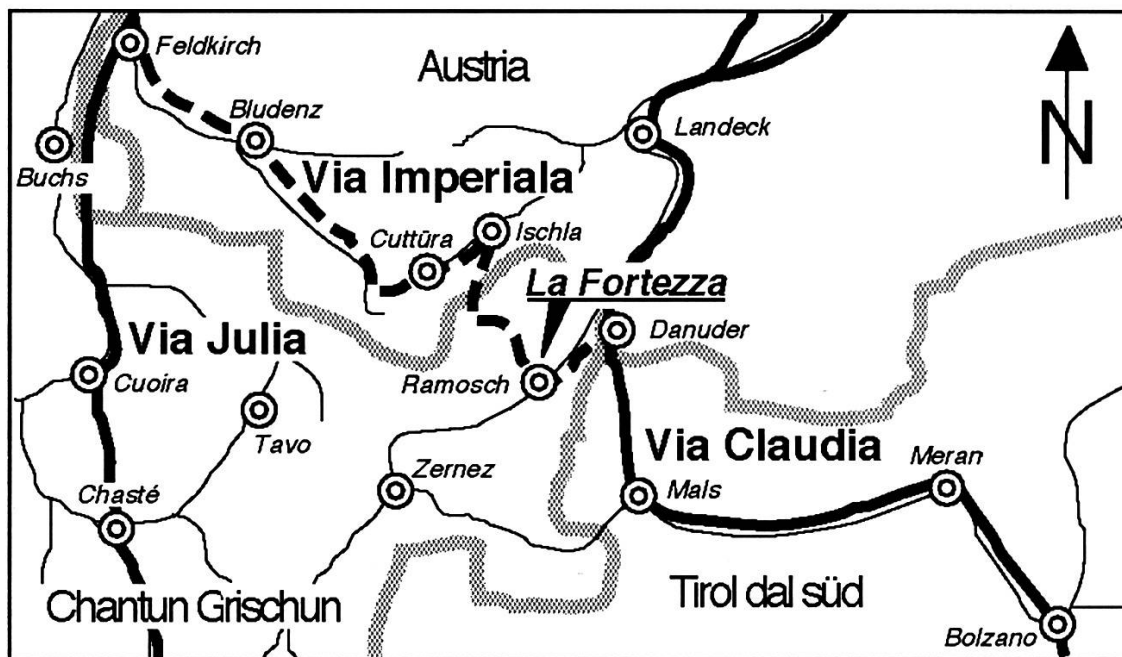 Feldkirch
Austria
Bludenz
Landeck
N
Buchs
Via Imperiala
Cuttüra
Ischla
La Fortezza
Via Julia
Danuder
Cuoira
Ramosch
Tavo
Via Claudia
Zernez
Meran
Chasté
Mals
Chantun Grischun
Tirol dal süd
Bolzano